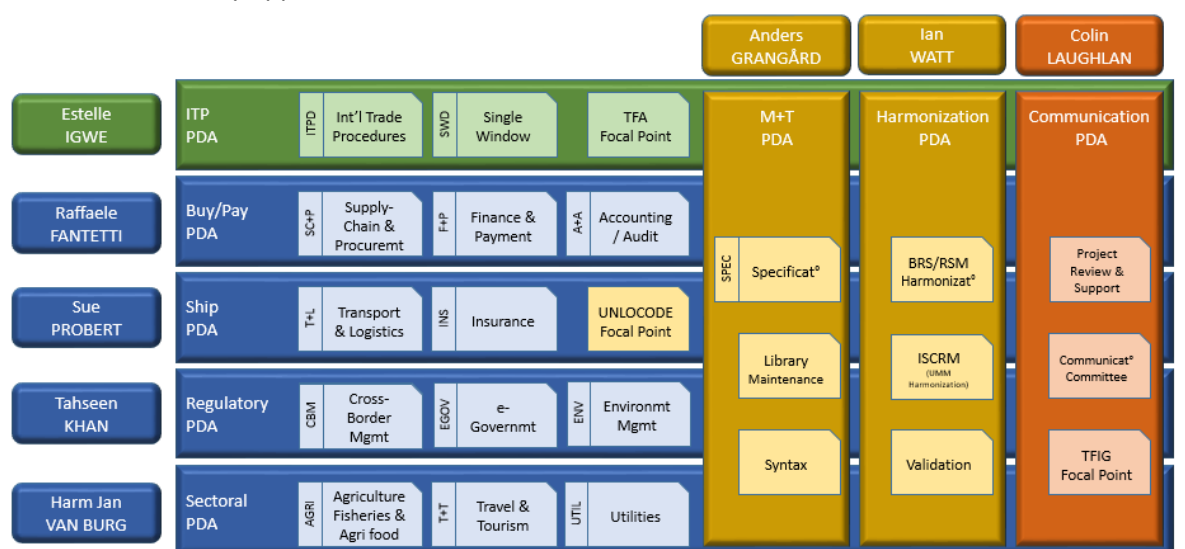 Anders
GRANGÅRD
Ian
WATT
Colin
LAUGHLAN
Estelle
IGWE
ITP
PDA
ITPD
Int'l Trade
Procedures
SWD
Single
Window
TFA
Focal Point
M+T
PDA
Harmonization
PDA
Communication
PDA
Raffaele
FANTETTI
Buy/Pay
PDA
SC+P
Supply-
Chain &
Procuremt
F+P
Finance &
Payment
A+A
Accounting
/ Audit
SPEC
Specificat°
BRS/RSM
Harmonizat°
Project
Review &
Support
Sue
PROBERT
Ship
PDA
T+L
Transport
& Logistics
INS
Insurance
UNLOCODE
Focal Point
Library
Maintenance
ISCRM
(UMM
Harmonization)
Communicat°
Committee
Tahseen
KHAN
Regulatory
PDA
CBM
Cross-
Border
Mgmt
EGOV
e-
Governmt
ENV
Environmt
Mgmt
Syntax
Validation
TFIG
Focal Point
Harm Jan
VAN BURG
Sectoral
PDA
AGRI
Agriculture
Fisheries &
Agri food
T+T
Travel &
Tourism
UTIL
Utilities